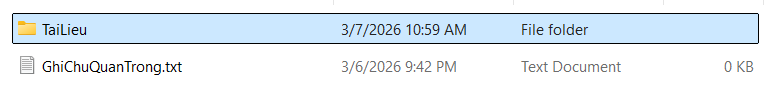 TaiLieu 3/7/2026 10:59 AM File folder
GhiChuQuanTrong.txt 3/6/2026 9:42 PM Text Document 0 KB